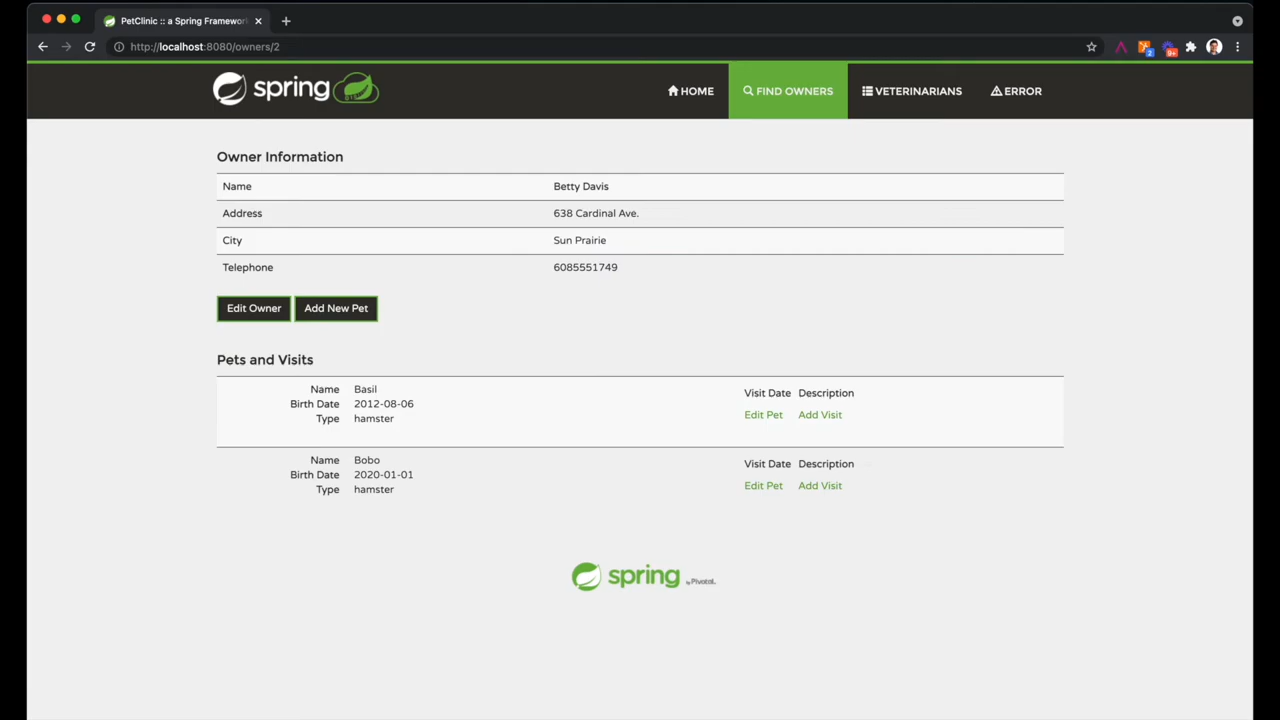 PetClinic :: a Spring Framework
http://localhost:8080/owners/2
2
9+
spring
HOME
FIND OWNERS
VETERINARIANS
ERROR
Owner Information
Name Betty Davis
Address 638 Cardinal Ave.
City Sun Prairie
Telephone 6085551749
Edit Owner Add New Pet
Pets and Visits
Name Basil
Birth Date 2012-08-06
Type hamster
Visit Date Description
Edit Pet Add Visit
Name Bobo
Birth Date 2020-01-01
Type hamster
Visit Date Description
Edit Pet Add Visit
spring by Pivotal.